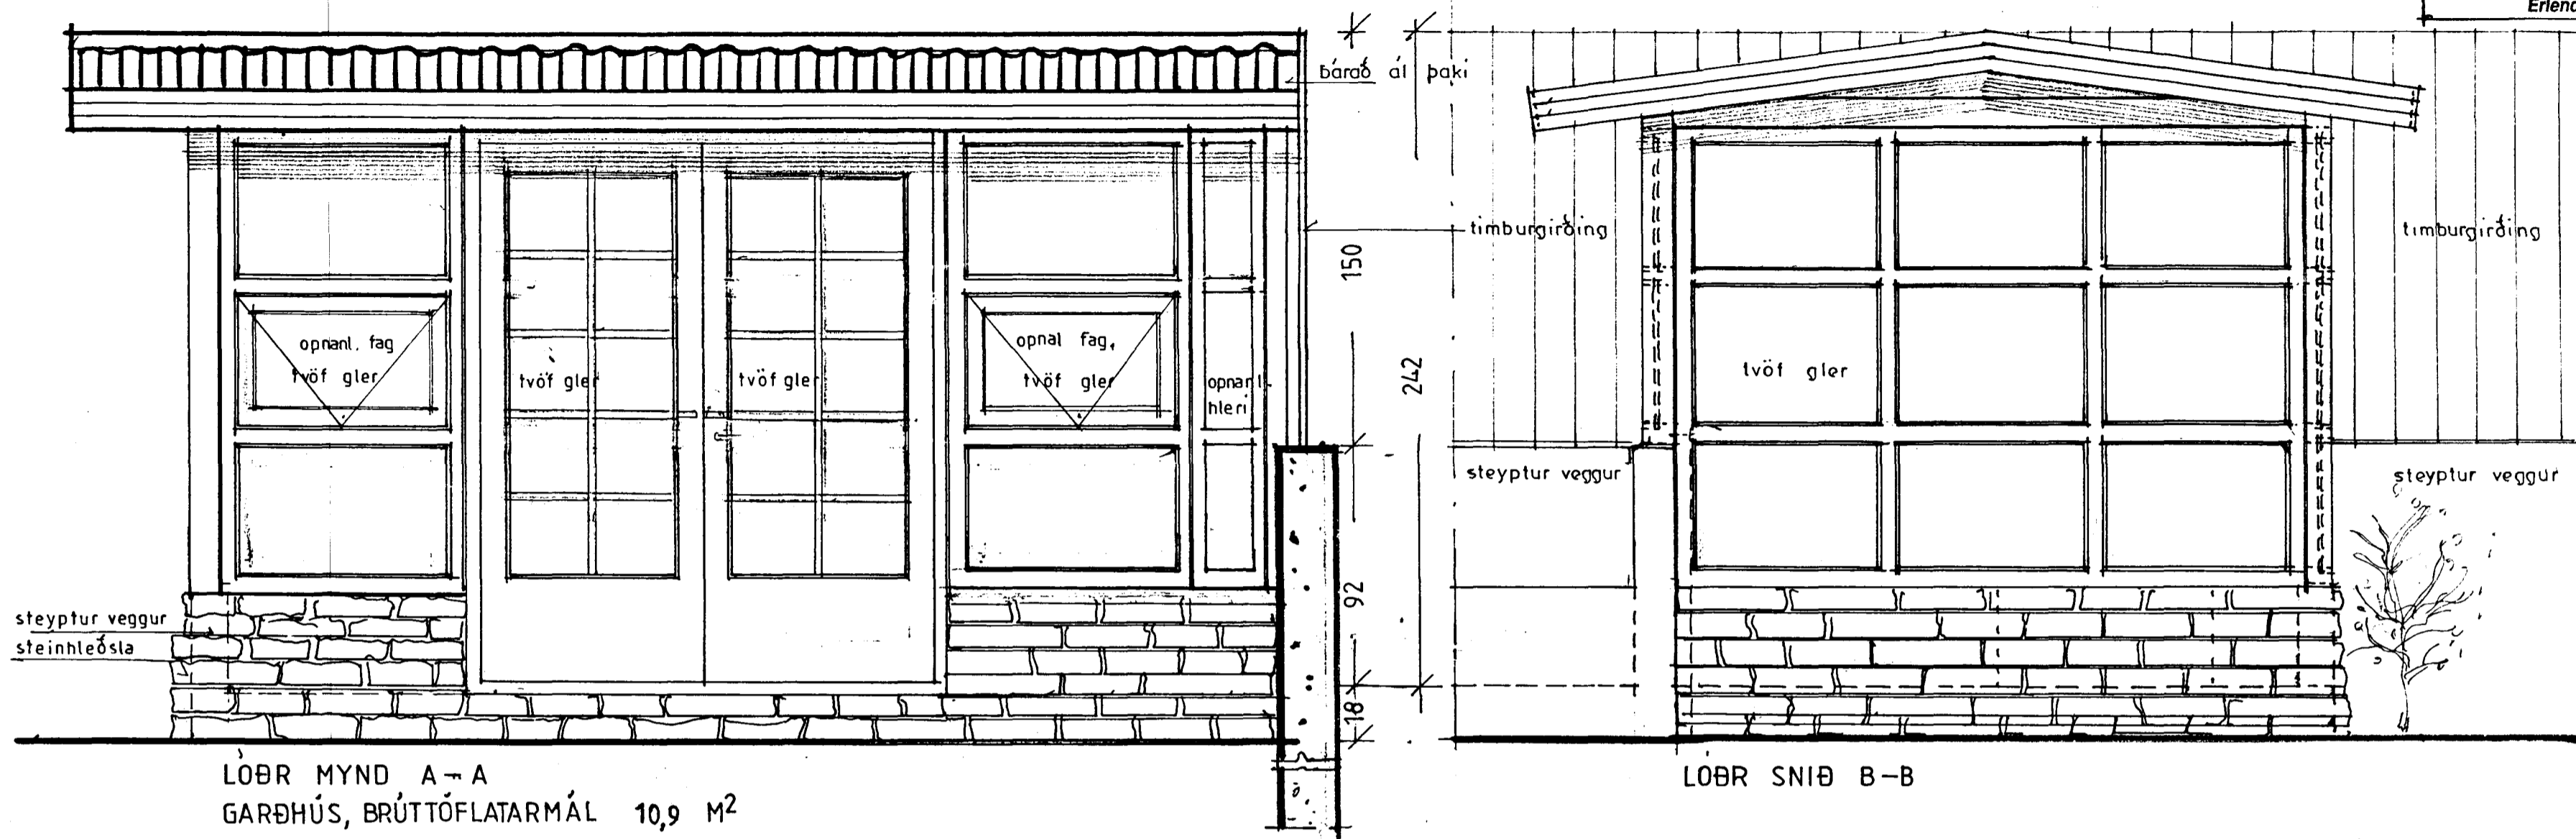 Erlend
bárað ál þaki
timburgirðing
timburgirðing
150
opnanl. fag
tvöf gler
tvöf gler
tvöf gler
opnal fag,
tvöf gler
opnanl.
hleri
242
tvöf gler
steyptur veggur
steyptur veggur
92
steyptur veggur
steinhleðsla
18
LÓÐR MYND A-A
GARÐHÚS, BRÚTTÓFLATARMÁL 10,9 M2
LÓÐR SNIÐ B-B